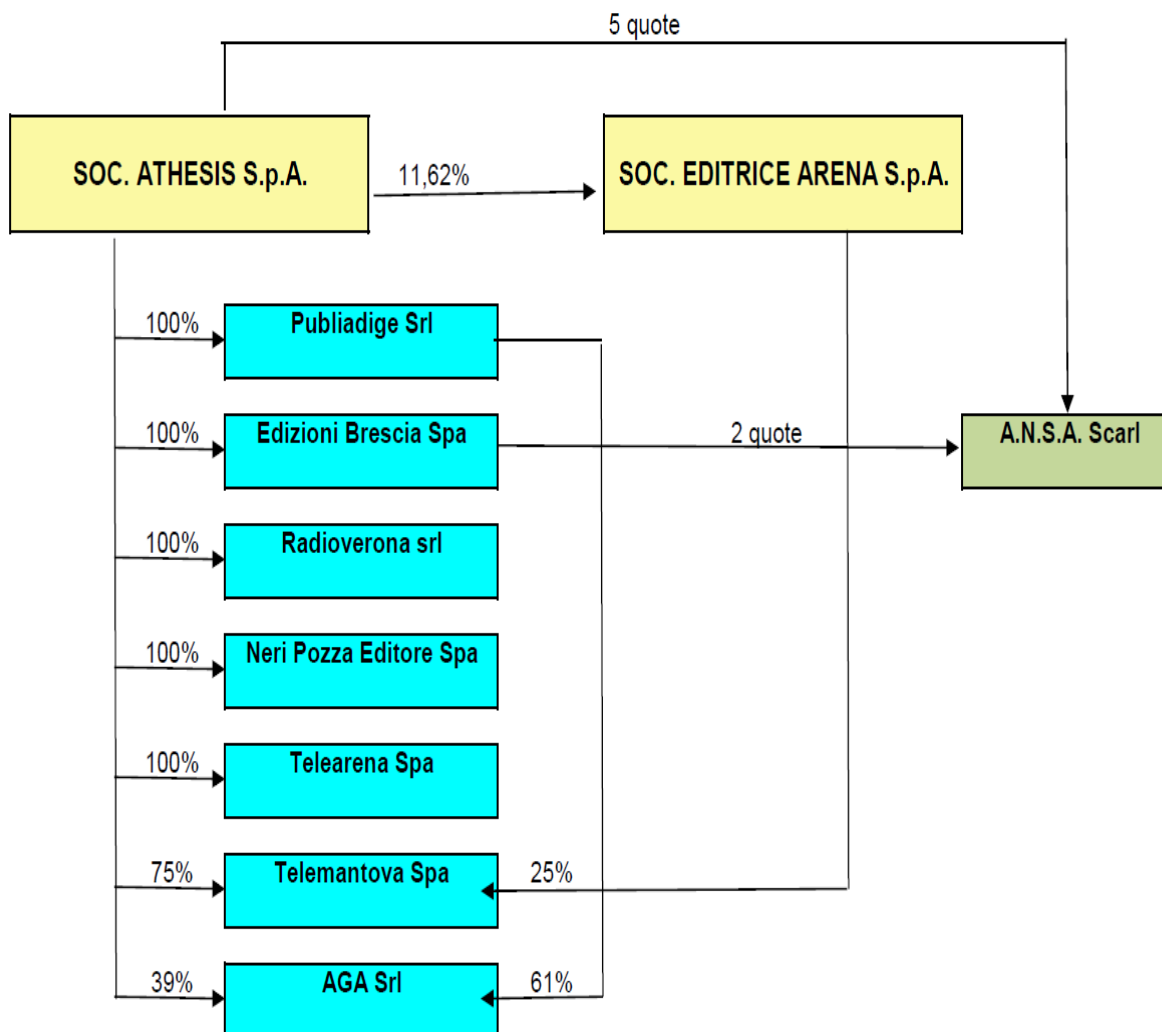 5 quote
SOC. ATHESIS S.p.A.
11,62%
SOC. EDITRICE ARENA S.p.A.
100%
Publiadige Srl
100%
Edizioni Brescia Spa
2 quote
A.N.S.A. Scarl
100%
Radioverona srl
100%
Neri Pozza Editore Spa
100%
Telearena Spa
75%
Telemantova Spa
25%
39%
AGA Srl
61%